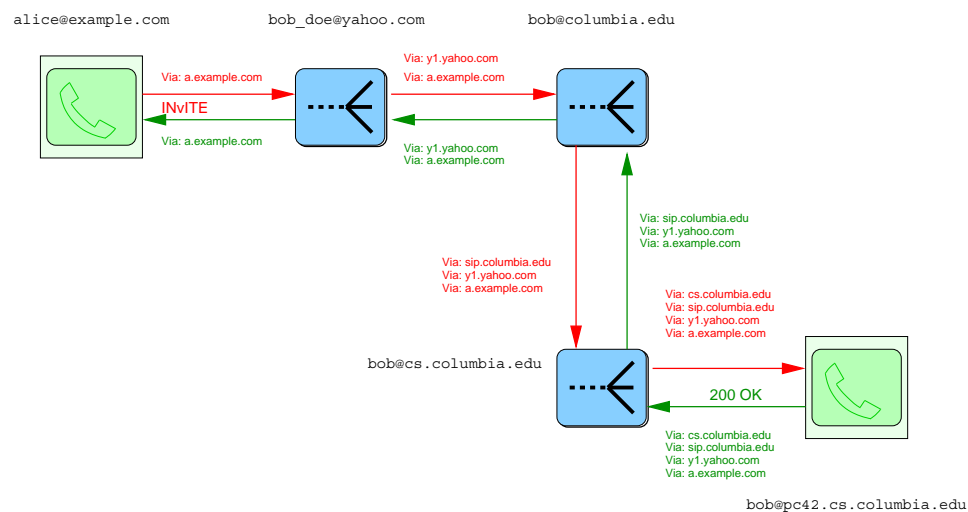 alice@example.com
bob_doe@yahoo.com
bob@columbia.edu
Via: a.example.com
INvITE
Via: a.example.com
Via: y1.yahoo.com
Via: a.example.com
Via: y1.yahoo.com
Via: a.example.com
Via: sip.columbia.edu
Via: y1.yahoo.com
Via: a.example.com
Via: sip.columbia.edu
Via: y1.yahoo.com
Via: a.example.com
Via: cs.columbia.edu
Via: sip.columbia.edu
Via: y1.yahoo.com
Via: a.example.com
bob@cs.columbia.edu
200 OK
Via: cs.columbia.edu
Via: sip.columbia.edu
Via: y1.yahoo.com
Via: a.example.com
bob@pc42.cs.columbia.edu